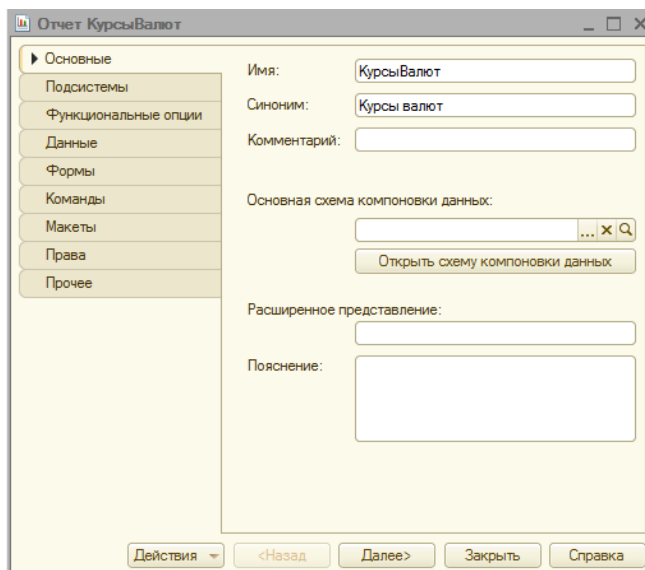 Отчет КурсыВалют
Основные
Подсистемы
Функциональные опции
Данные
Формы
Команды
Макеты
Права
Прочее
Имя: КурсыВалют
Синоним: Курсы валют
Комментарий:
Основная схема компоновки данных:
...
Открыть схему компоновки данных
Расширенное представление:
Пояснение:
Действия <Назад Далее> Закрыть Справка